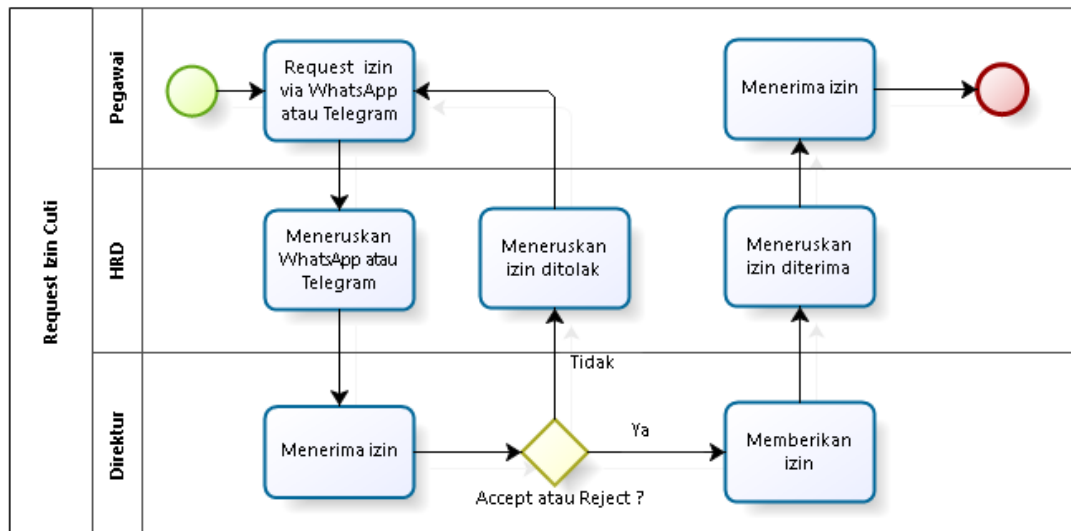 Request Izin Cuti
Pegawai
Request izin
via WhatsApp
atau Telegram
Menerima izin
HRD
Meneruskan
WhatsApp atau
Telegram
Meneruskan
izin ditolak
Meneruskan
izin diterima
Direktur
Menerima izin
Tidak
Ya
Accept atau Reject ?
Memberikan
izin